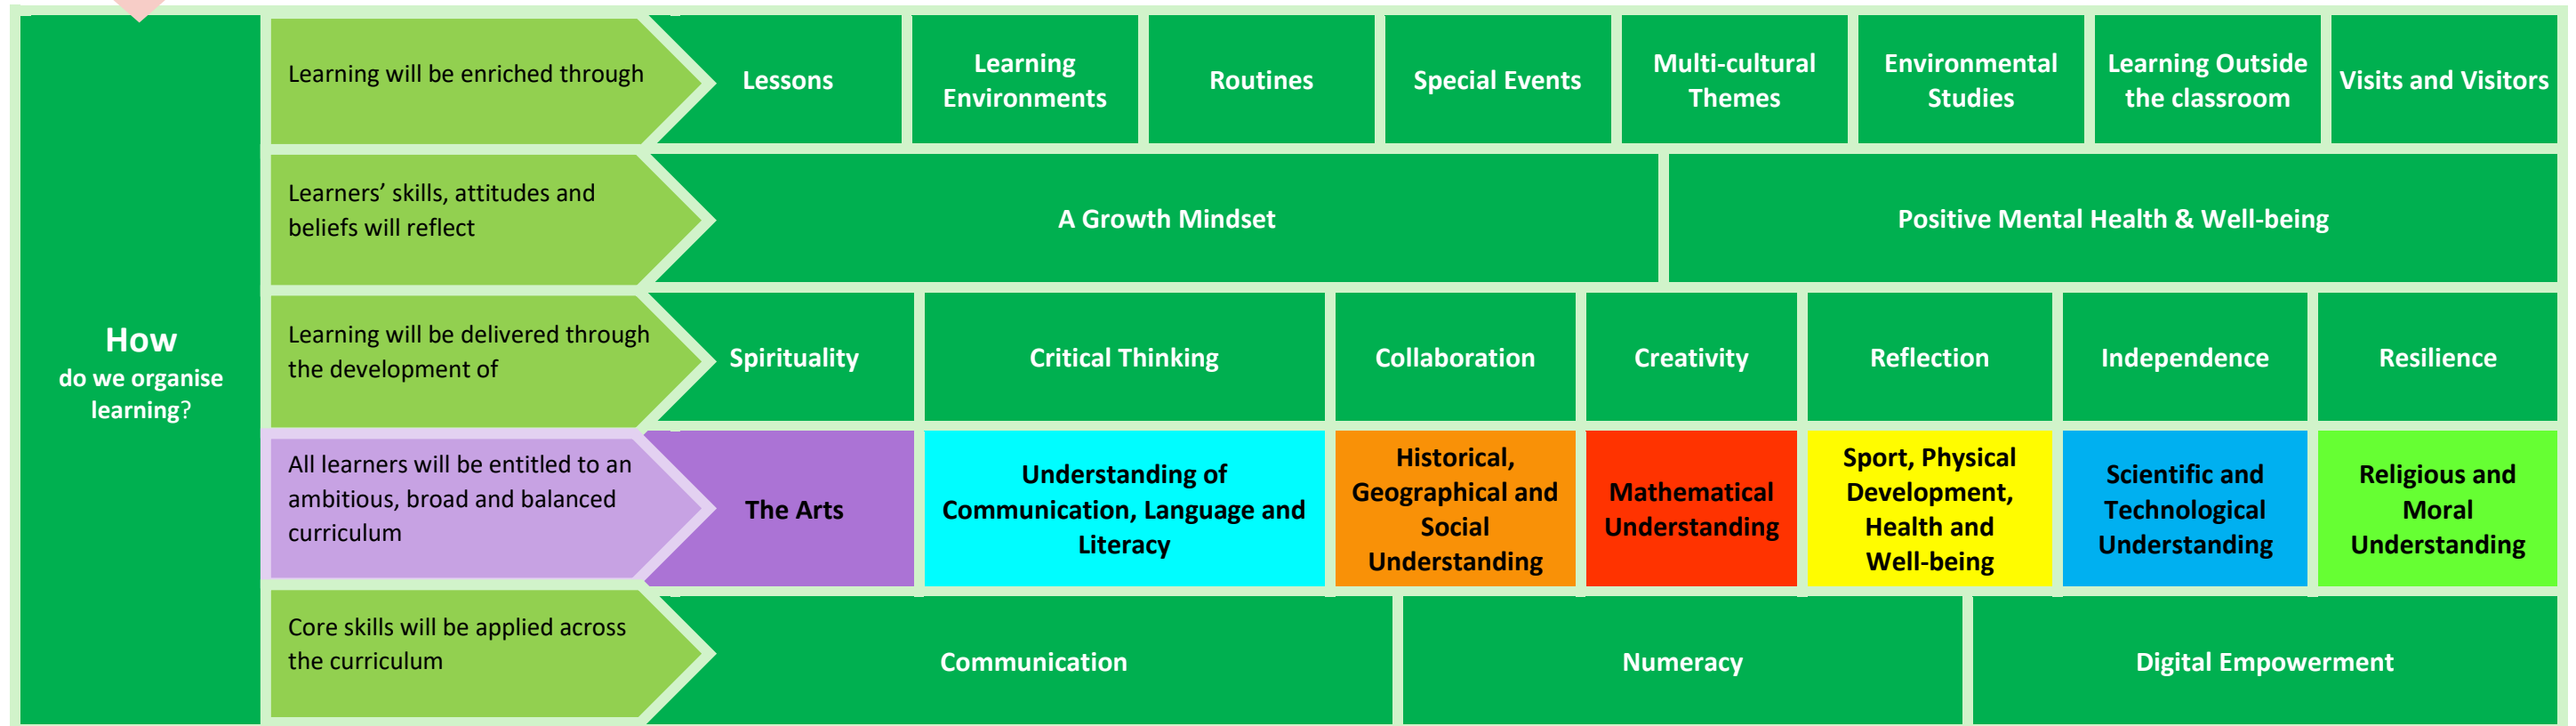 How
do we organise
learning?
Learning will be enriched through
Lessons
Learning
Environments
Routines
Special Events
Multi-cultural
Themes
Environmental
Studies
Learning Outside
the classroom
Visits and Visitors
Learners’ skills, attitudes and
beliefs will reflect
A Growth Mindset
Positive Mental Health & Well-being
Learning will be delivered through
the development of
Spirituality
Critical Thinking
Collaboration
Creativity
Reflection
Independence
Resilience
All learners will be entitled to an
ambitious, broad and balanced
curriculum
The Arts
Understanding of
Communication, Language and
Literacy
Historical,
Geographical and
Social
Understanding
Mathematical
Understanding
Sport, Physical
Development,
Health and
Well-being
Scientific and
Technological
Understanding
Religious and
Moral
Understanding
Core skills will be applied across
the curriculum
Communication
Numeracy
Digital Empowerment